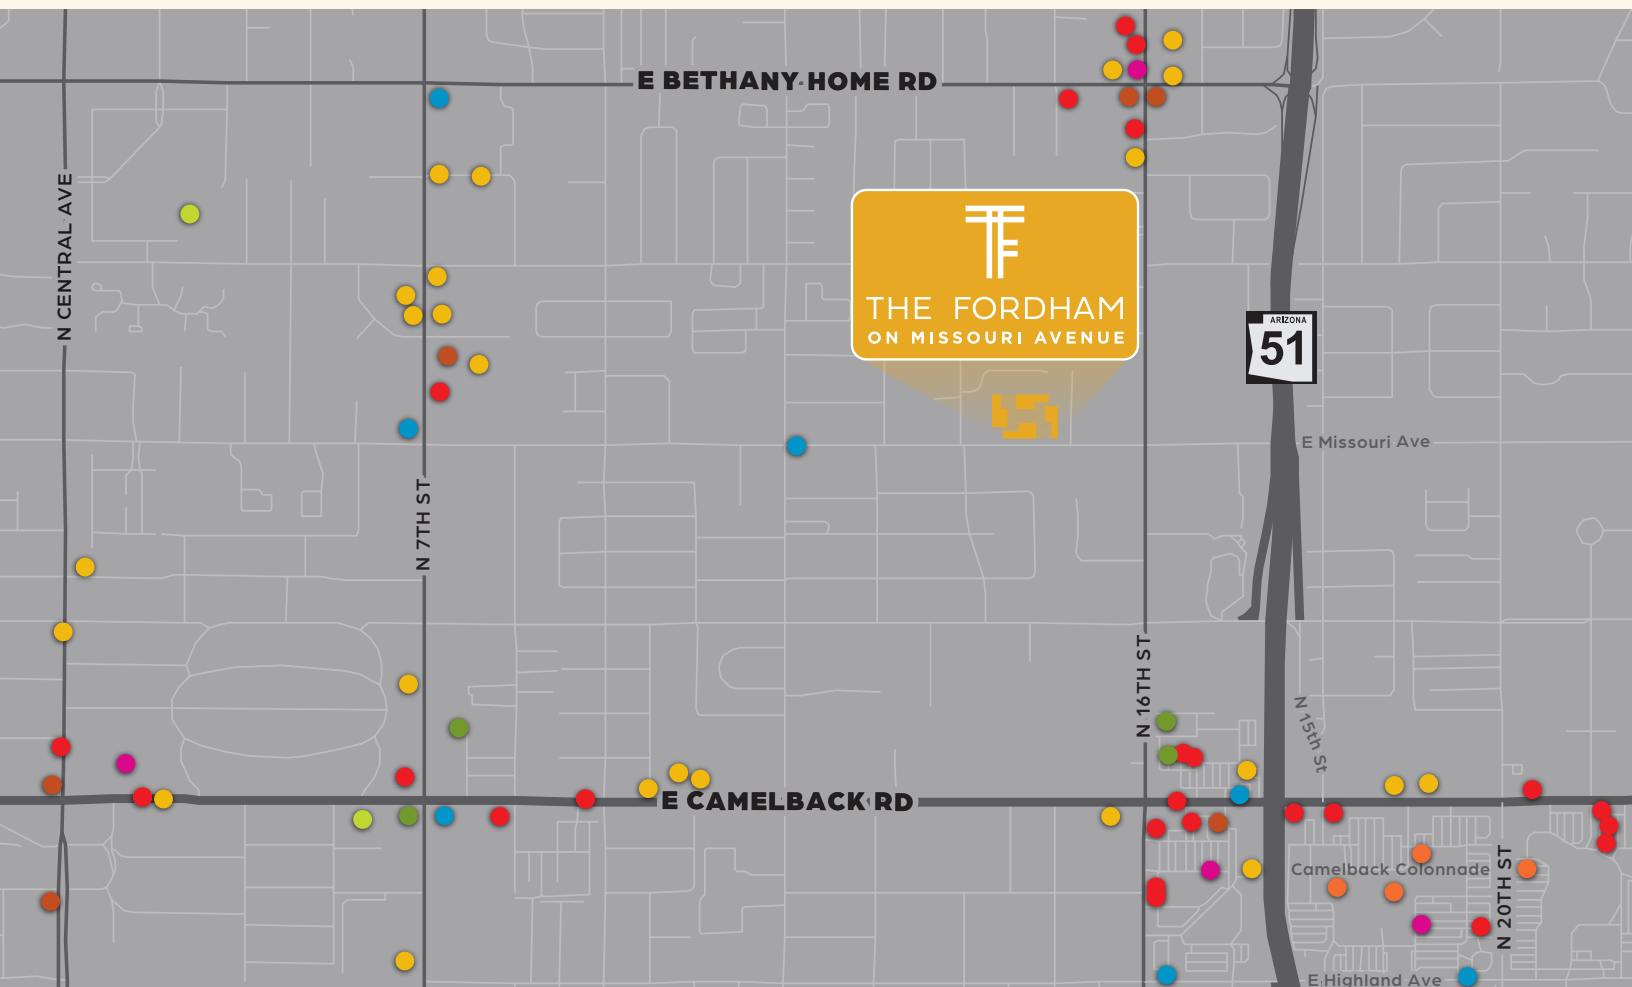 E BETHANY HOME RD
N CENTRAL AVE
TF
THE FORDHAM
ON MISSOURI AVENUE
ARIZONA
51
E Missouri Ave
N 7TH ST
N 16TH ST
N 15th St
E CAMELBACK RD
Camelback Colonnade
N 20TH ST
E Highland Ave